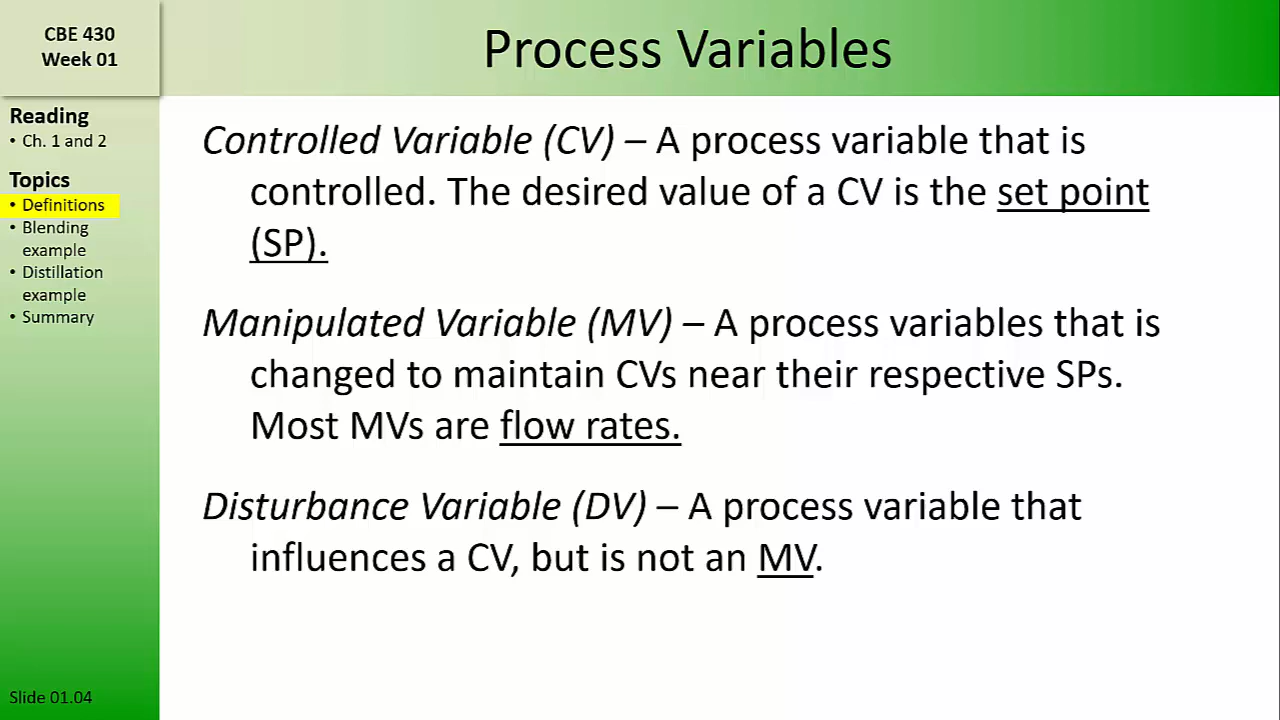 CBE 430
Week 01
Process Variables
Reading
• Ch. 1 and 2
Topics
• Definitions
• Blending
example
• Distillation
example
• Summary
Controlled Variable (CV) – A process variable that is
controlled. The desired value of a CV is the set point
(SP).
Manipulated Variable (MV) – A process variables that is
changed to maintain CVs near their respective SPs.
Most MVs are flow rates.
Disturbance Variable (DV) – A process variable that
influences a CV, but is not an MV.
Slide 01.04